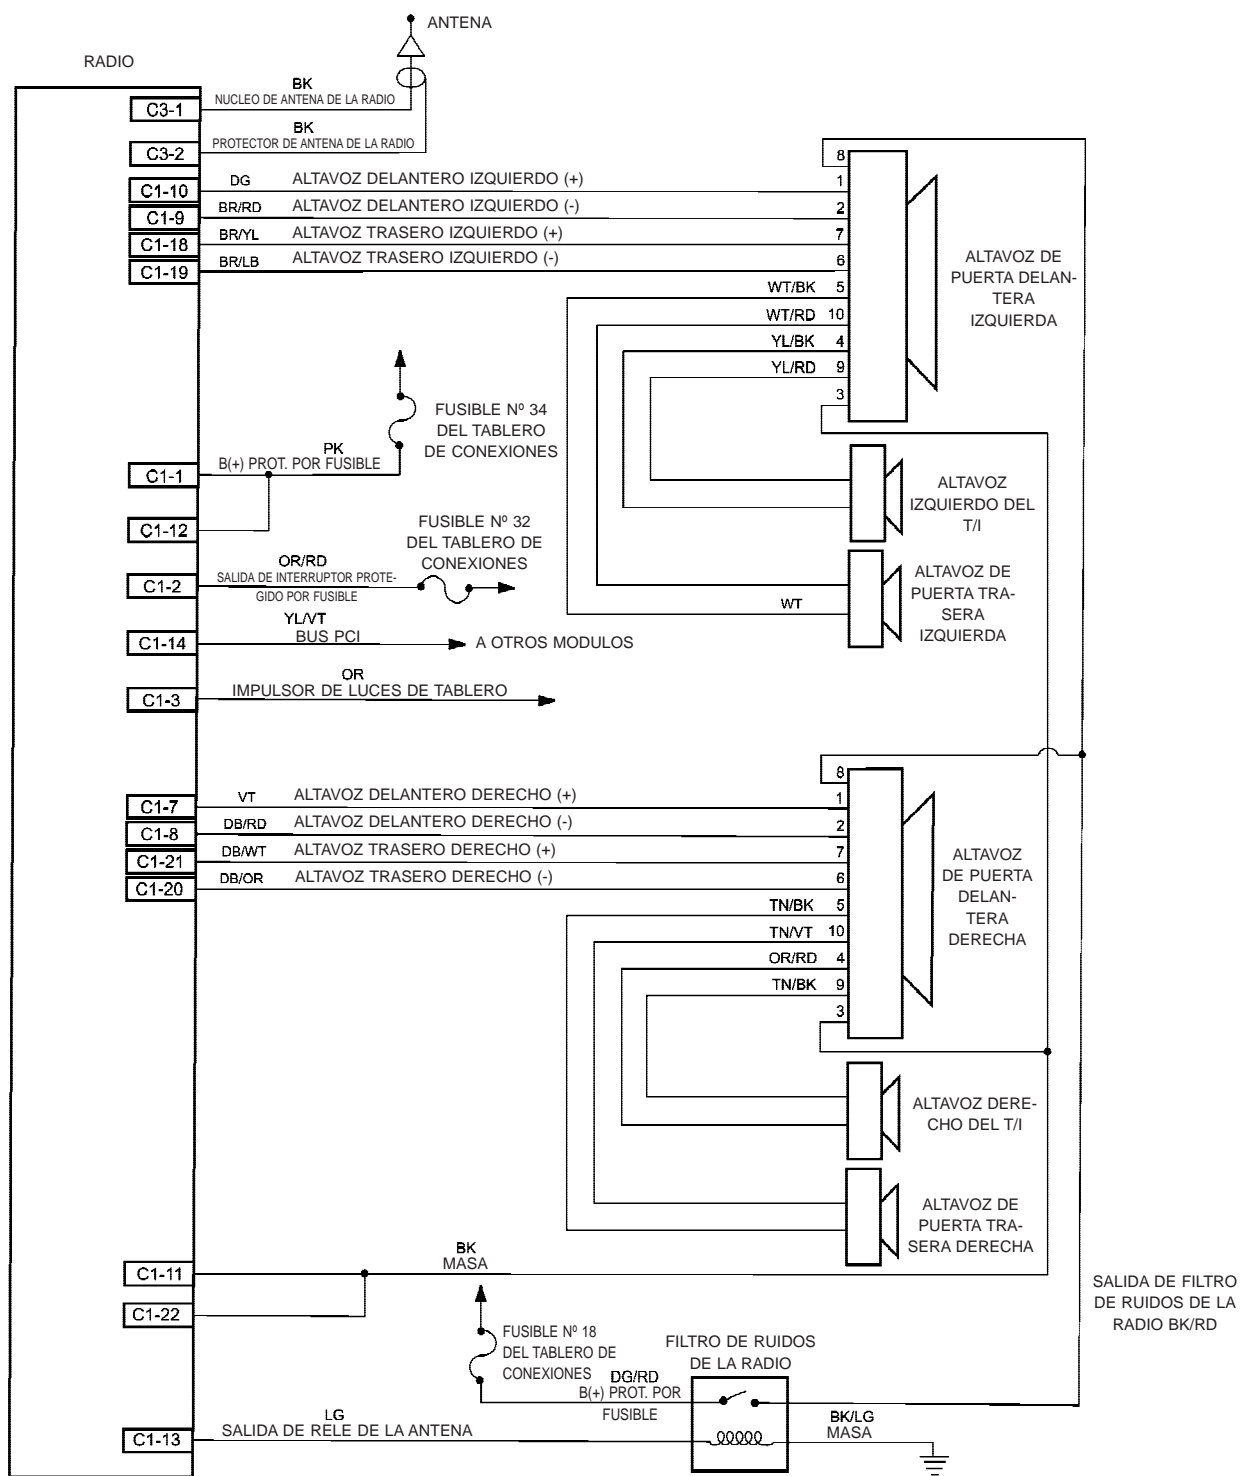 ANTENA
RADIO
BK
C3-1
NUCLEO DE ANTENA DE LA RADIO
BK
C3-2
PROTECTOR DE ANTENA DE LA RADIO
8
C1-10 DG ALTAVOZ DELANTERO IZQUIERDO (+) 1
C1-9 BR/RD ALTAVOZ DELANTERO IZQUIERDO (-) 2
C1-18 BR/YL ALTAVOZ TRASERO IZQUIERDO (+) 7
C1-19 BR/LB ALTAVOZ TRASERO IZQUIERDO (-) 6
WT/BK 5
WT/RD 10
YL/BK 4
YL/RD 9
3
ALTAVOZ DE
PUERTA DELAN-
TERA
IZQUIERDA
FUSIBLE Nº 34
DEL TABLERO
DE CONEXIONES
PK
B(+) PROT. POR FUSIBLE
C1-1
C1-12
ALTAVOZ
IZQUIERDO DEL
T/I
FUSIBLE Nº 32
DEL TABLERO DE
CONEXIONES
OR/RD
C1-2
SALIDA DE INTERRUPTOR PROTE-
GIDO POR FUSIBLE
ALTAVOZ DE
PUERTA TRA-
SERA
IZQUIERDA
WT
YL/VT
C1-14
BUS PCI
A OTROS MODULOS
OR
C1-3
IMPULSOR DE LUCES DE TABLERO
8
C1-7 VT ALTAVOZ DELANTERO DERECHO (+) 1
C1-8 DB/RD ALTAVOZ DELANTERO DERECHO (-) 2
C1-21 DB/WT ALTAVOZ TRASERO DERECHO (+) 7
C1-20 DB/OR ALTAVOZ TRASERO DERECHO (-) 6
TN/BK 5
TN/VT 10
OR/RD 4
TN/BK 9
3
ALTAVOZ
DE PUERTA
DELAN-
TERA
DERECHA
ALTAVOZ DERE-
CHO DEL T/I
ALTAVOZ DE
PUERTA TRA-
SERA DERECHA
BK
MASA
C1-11
C1-22
SALIDA DE FILTRO
DE RUIDOS DE LA
RADIO BK/RD
FUSIBLE Nº 18
DEL TABLERO DE
CONEXIONES
FILTRO DE RUIDOS
DE LA RADIO
DG/RD
B(+) PROT. POR
FUSIBLE
LG
C1-13
SALIDA DE RELE DE LA ANTENA
BK/LG
MASA